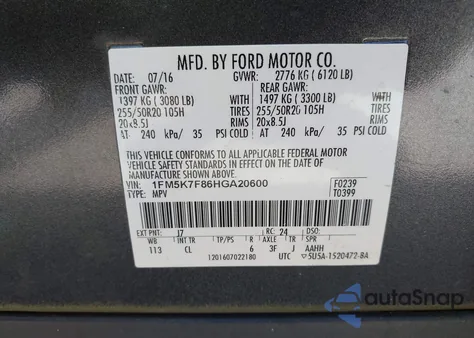 MFD. BY FORD MOTOR CO.
DATE: 07/16 GVWR: 2776 KG ( 6120 LB)
FRONT GAWR: REAR GAWR:
1397 KG ( 3080 LB) 1497 KG ( 3300 LB)
255/50R20 105H TIRES 255/50R20 105H TIRES
20x8.5J RIMS 20x8.5J RIMS
AT 240 kPa/ 35 PSI COLD AT 240 kPa/ 35 PSI COLD
THIS VEHICLE CONFORMS TO ALL APPLICABLE FEDERAL MOTOR
VEHICLE SAFETY STANDARDS IN EFFECT ON THE DATE OF
MANUFACTURE SHOWN ABOVE.
VIN: 1FM5K7F86HGA20600 F0239
TYPE: MPV T0399
EXT PNT: J7 RC: 24 DSO:
WB INT TR TP/PS R AXLE TR SPR
113 CL 6 3F J AAHH
1201607022180 UTC 5U5A-1520472-BA
autoSnap